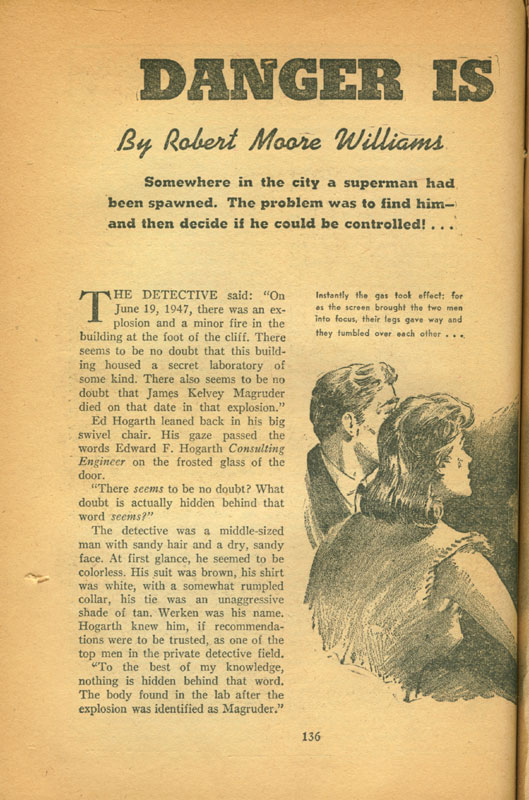 DANGER IS
By Robert Moore Williams
Somewhere in the city a superman had
been spawned. The problem was to find him—
and then decide if he could be controlled! . . .
THE DETECTIVE said: "On
June 19, 1947, there was an ex-
plosion and a minor fire in the
building at the foot of the cliff. There
seems to be no doubt that this build-
ing housed a secret laboratory of
some kind. There also seems to be no
doubt that James Kelvey Magruder
died on that date in that explosion."
Ed Hogarth leaned back in his big
swivel chair. His gaze passed the
words Edward F. Hogarth Consulting
Engineer on the frosted glass of the
door.
"There seems to be no doubt? What
doubt is actually hidden behind that
word seems?"
The detective was a middle-sized
man with sandy hair and a dry, sandy
face. At first glance, he seemed to be
colorless. His suit was brown, his shirt
was white, with a somewhat rumpled
collar, his tie was an unaggressive
shade of tan. Werken was his name.
Hogarth knew him, if recommenda-
tions were to be trusted, as one of the
top men in the private detective field.
"To the best of my knowledge,
nothing is hidden behind that word.
The body found in the lab after the
explosion was identified as Magruder."
Instantly the gas took effect; for
as the screen brought the two men
into focus, their legs gave way and
they tumbled over each other . . .
136